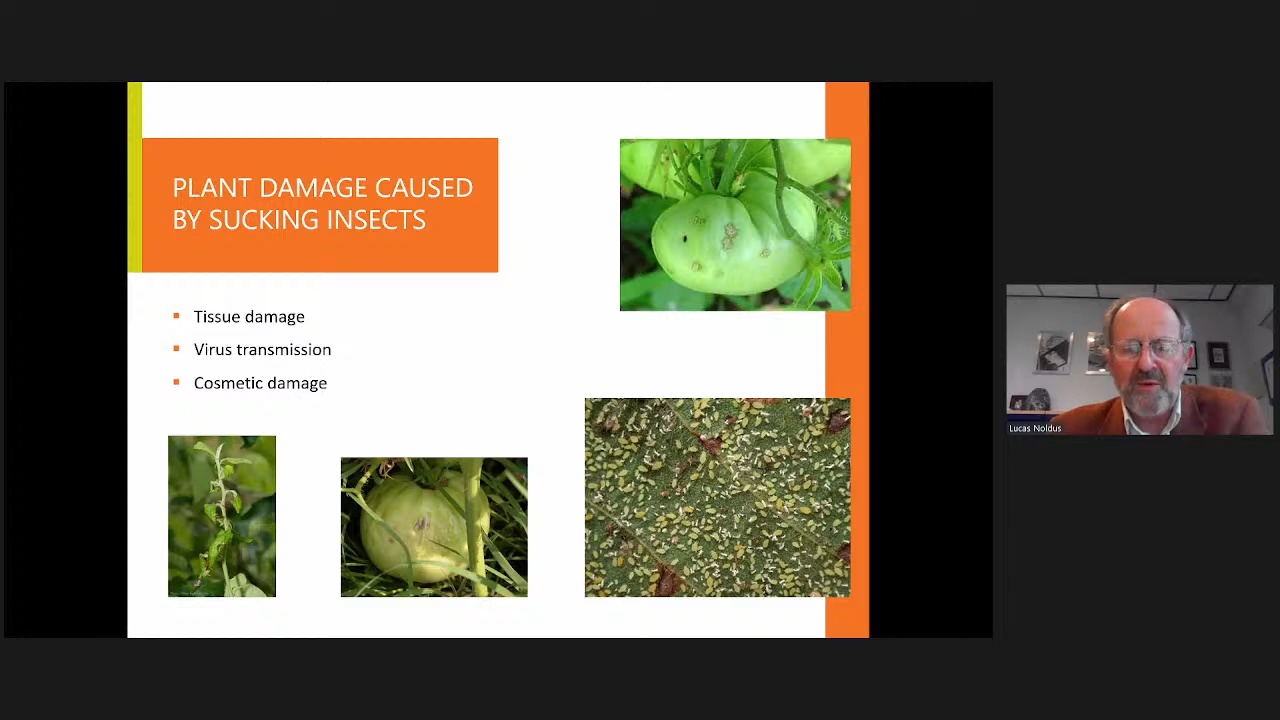 PLANT DAMAGE CAUSED
BY SUCKING INSECTS
Tissue damage
Virus transmission
Cosmetic damage
Lucas Noldus